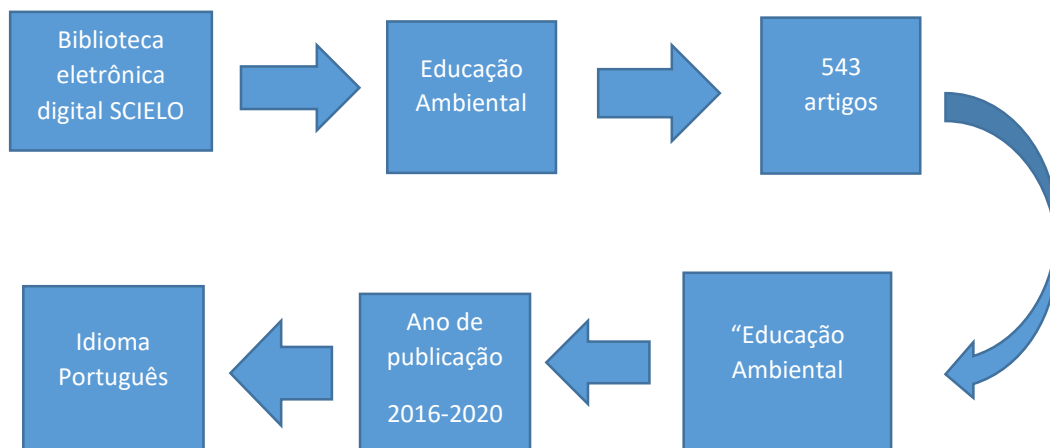 Biblioteca
eletrônica
digital SCIELO
Educação
Ambiental
543
artigos
“Educação
Ambiental
Ano de
publicação
2016-2020
Idioma
Português